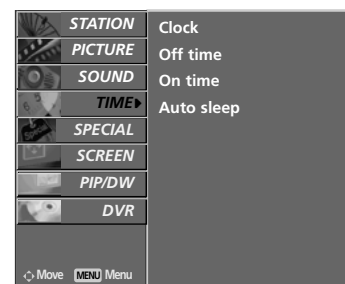 STATION
PICTURE
SOUND
TIME
SPECIAL
SCREEN
PIP/DW
DVR
Move MENU Menu
Clock
Off time
On time
Auto sleep